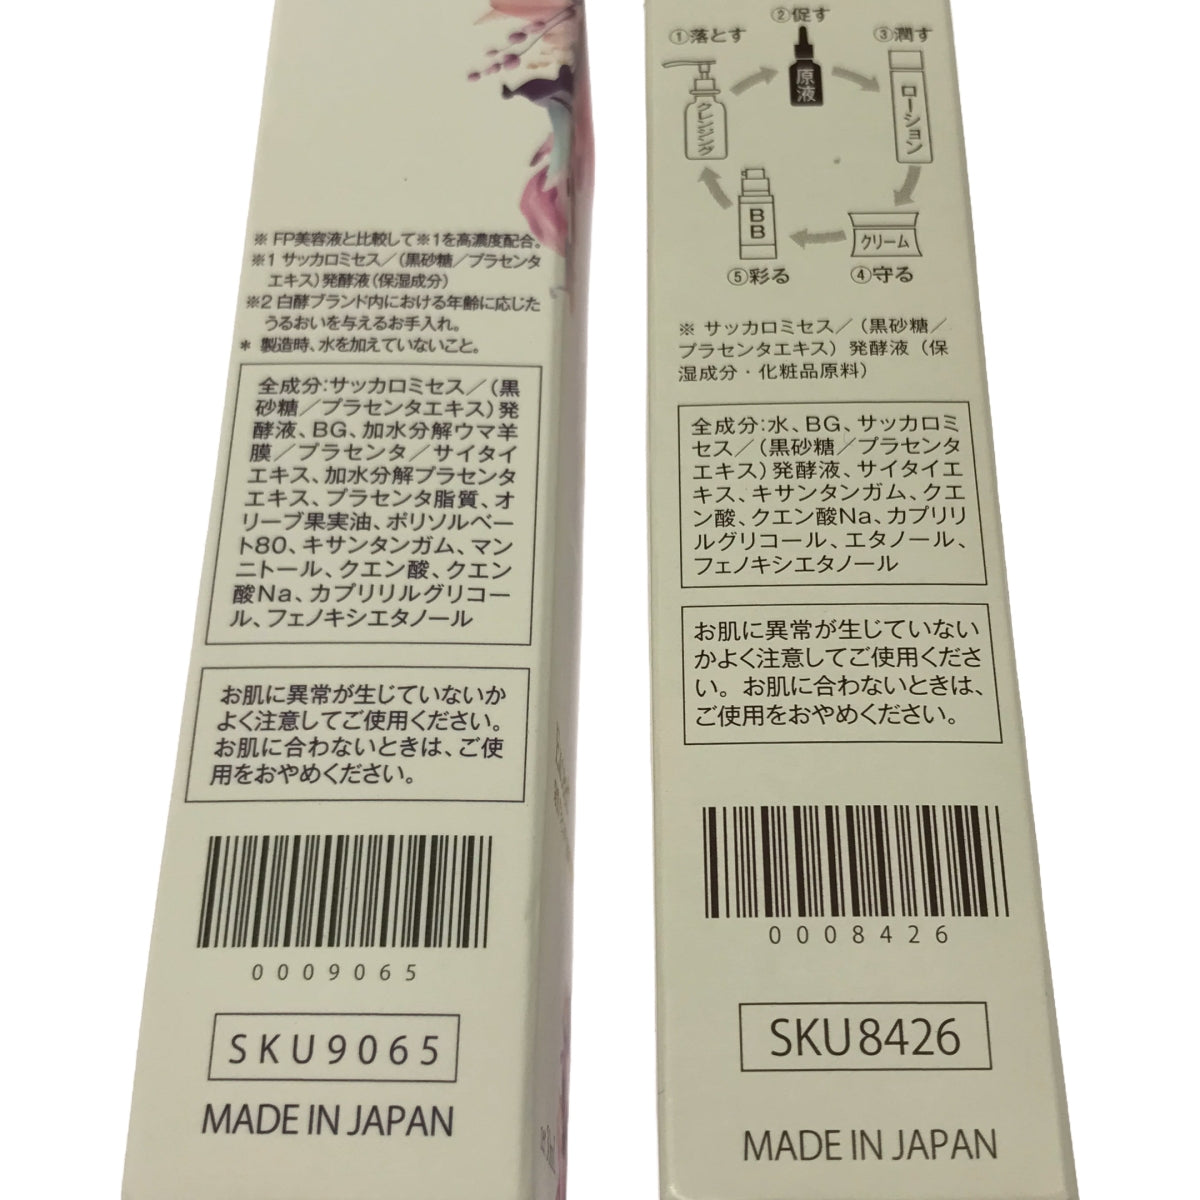 ※ FP美容液と比較して※1を高濃度配合。
※1 サッカロミセス／（黒砂糖／プラセンタ
エキス）発酵液（保湿成分）
※2 白酵ブランド内における年齢に応じた
うるおいを与えるお手入れ。
＊ 製造時、水を加えていないこと。
全成分：サッカロミセス／（黒
砂糖／プラセンタエキス）発
酵液、BG、加水分解ウマ羊
膜／プラセンタ／サイタイ
エキス、加水分解プラセンタ
エキス、プラセンタ脂質、オ
リーブ果実油、ポリソルベー
ト80、キサンタンガム、マン
ニトール、クエン酸、クエン
酸Na、カプリリルグリコー
ル、フェノキシエタノール
お肌に異常が生じていないか
よく注意してご使用ください。
お肌に合わないときは、ご使
用をおやめください。
0009065
SKU9065
MADE IN JAPAN
①落とす
②促す
③潤す
クレンジング
原液
ローション
BB
クリーム
⑤彩る
④守る
※ サッカロミセス／（黒砂糖／
プラセンタエキス）発酵液（保
湿成分・化粧品原料）
全成分：水、BG、サッカロミ
セス／（黒砂糖／プラセンタ
エキス）発酵液、サイタイエ
キス、キサンタンガム、クエ
ン酸、クエン酸Na、カプリリ
ルグリコール、エタノール、
フェノキシエタノール
お肌に異常が生じていない
かよく注意してご使用くださ
い。お肌に合わないときは、
ご使用をおやめください。
0008426
SKU8426
MADE IN JAPAN